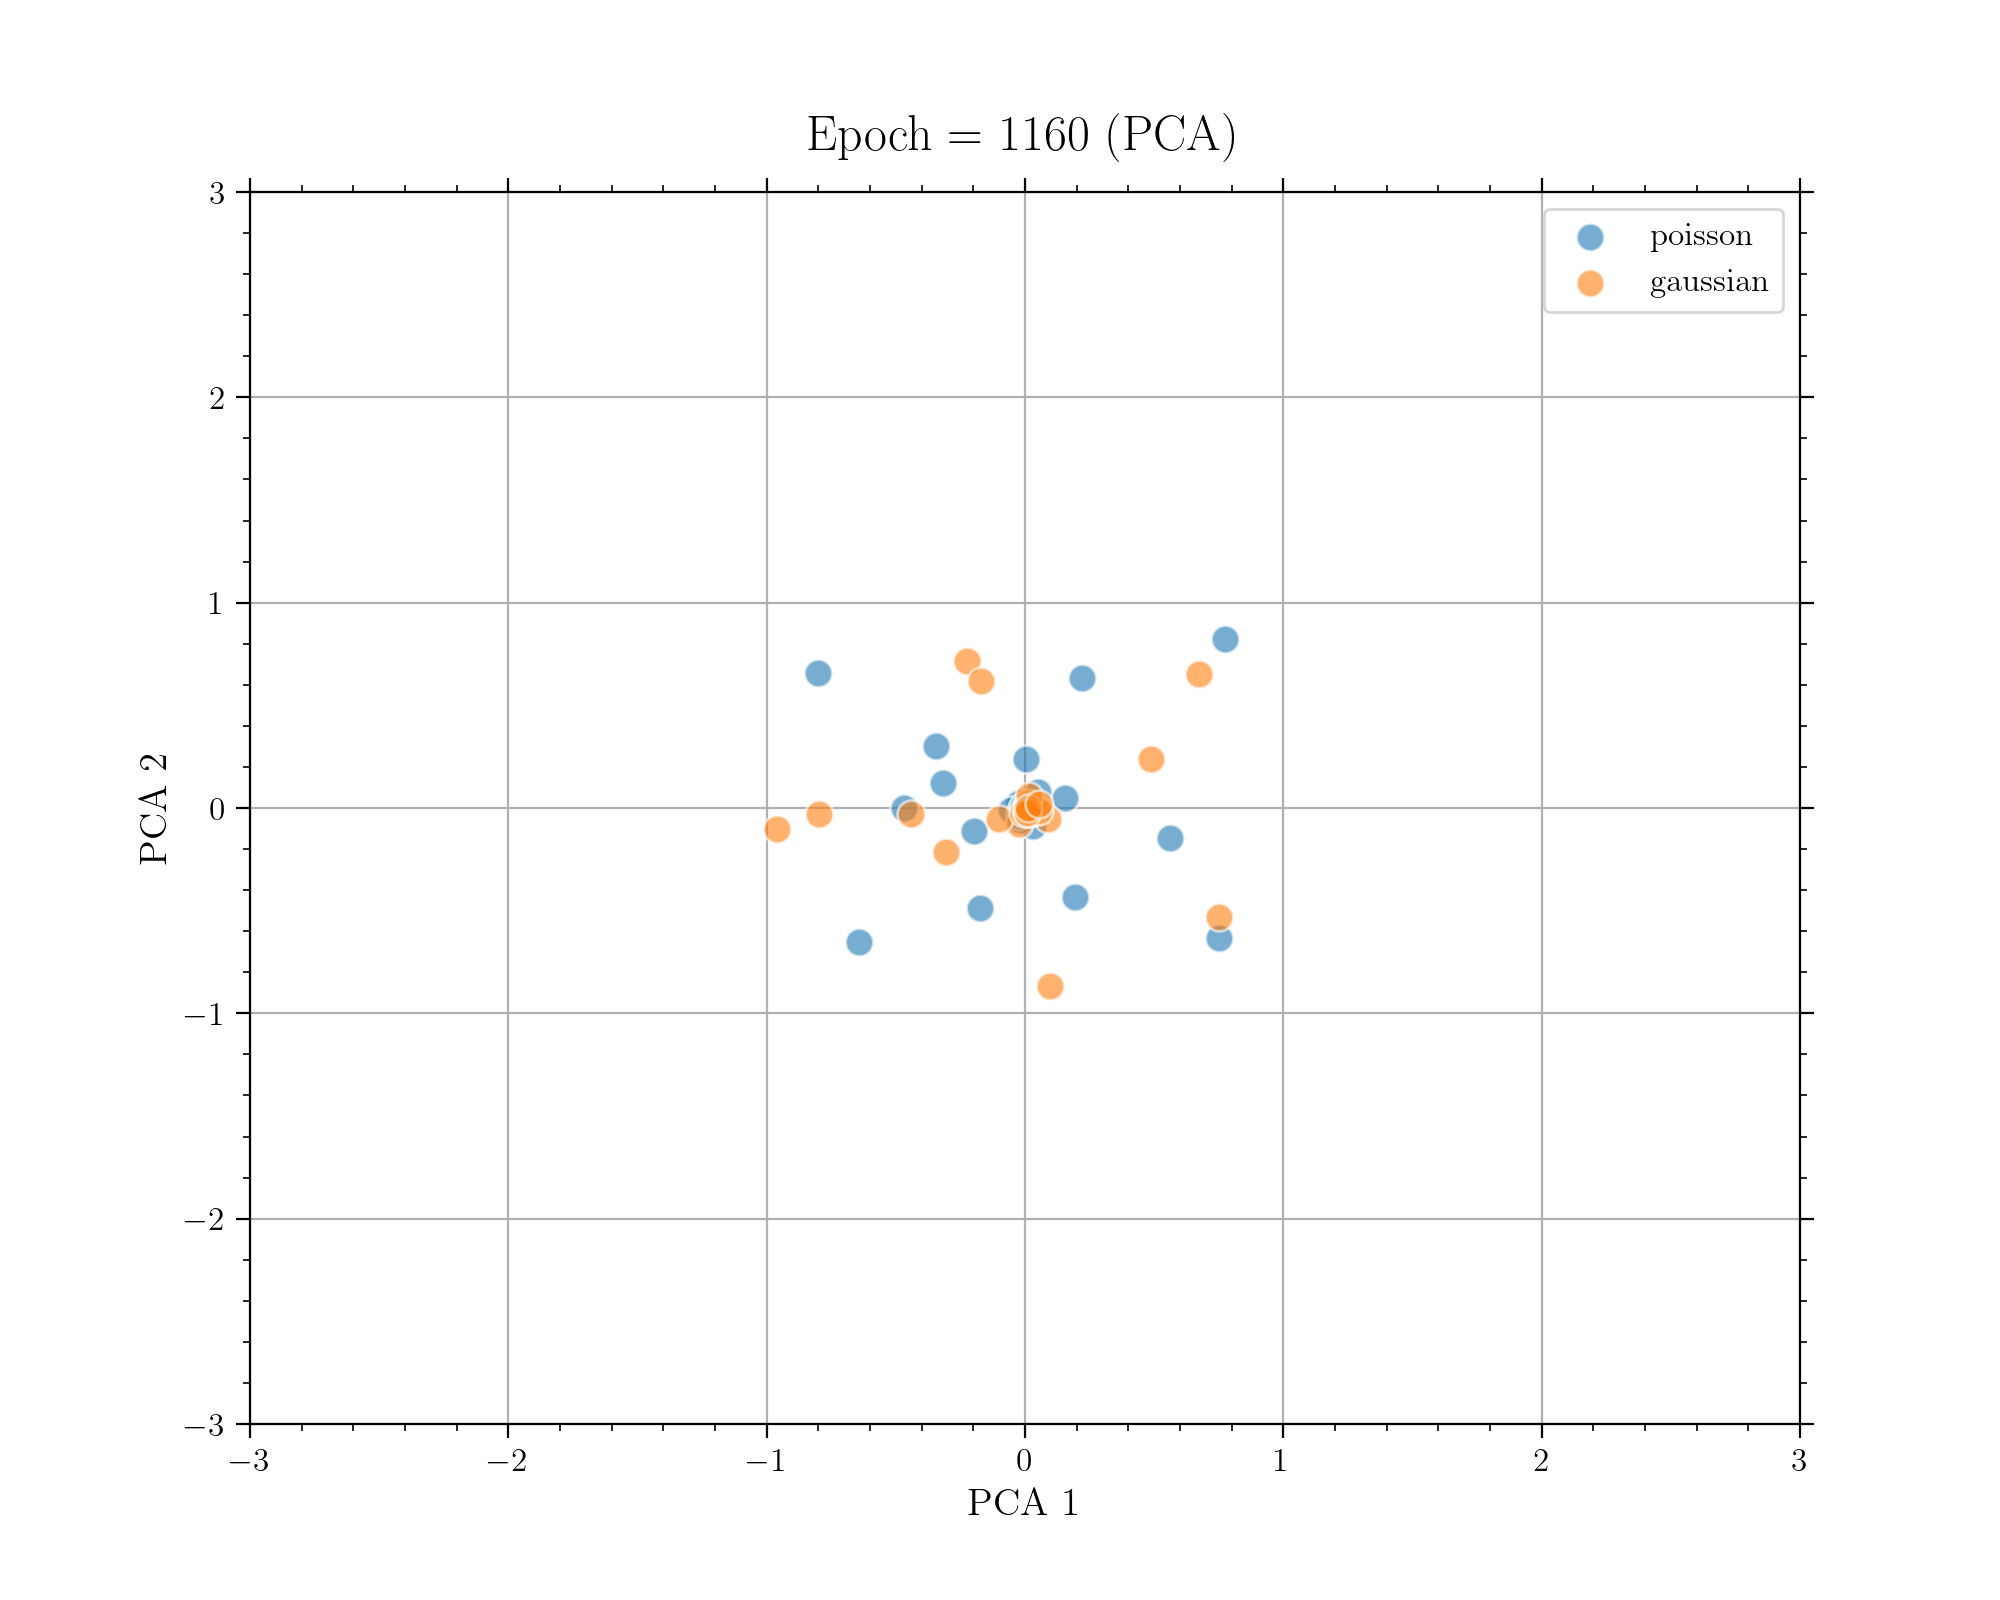 Epoch = 1160 (PCA)
poisson
gaussian
3
2
1
0
−1
−2
−3
PCA 2
−3 −2 −1 0 1 2 3
PCA 1